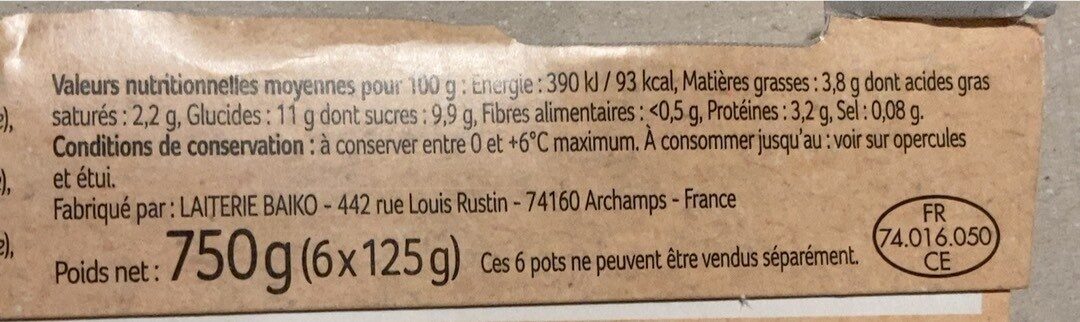 Valeurs nutritionnelles moyennes pour 100 g : Énergie : 390 kJ / 93 kcal, Matières grasses : 3,8 g dont acides gras
saturés : 2,2 g, Glucides : 11 g dont sucres : 9,9 g, Fibres alimentaires : <0,5 g, Protéines : 3,2 g, Sel : 0,08 g.
Conditions de conservation : à conserver entre 0 et +6°C maximum. À consommer jusqu'au : voir sur opercules
et étui.
Fabriqué par : LAITERIE BAIKO - 442 rue Louis Rustin - 74160 Archamps - France
Poids net : 750g (6x125g) Ces 6 pots ne peuvent être vendus séparément.
FR
74.016.050
CE